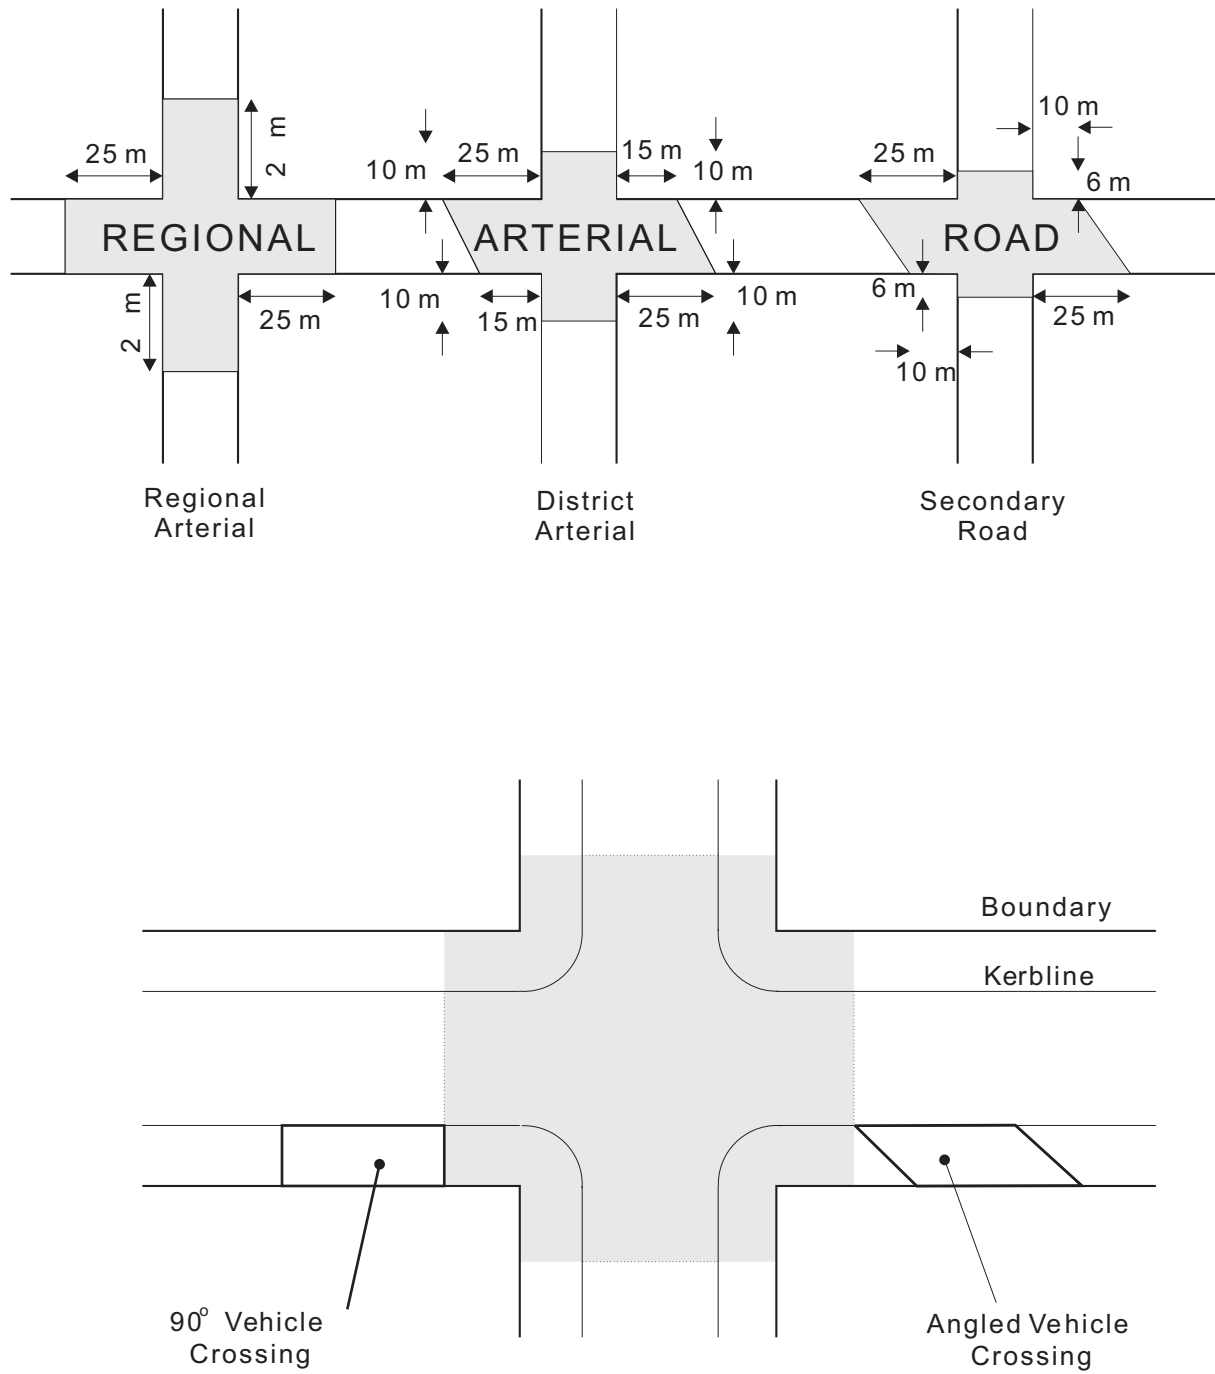 10 m
25 m
2 m
25 m
10 m
25 m
15 m
10 m
25 m
6 m
REGIONAL ARTERIAL ROAD
2 m
25 m
10 m
15 m
25 m
10 m
6 m
25 m
10 m
Regional
Arterial
District
Arterial
Secondary
Road
Boundary
Kerbline
90° Vehicle
Crossing
Angled Vehicle
Crossing